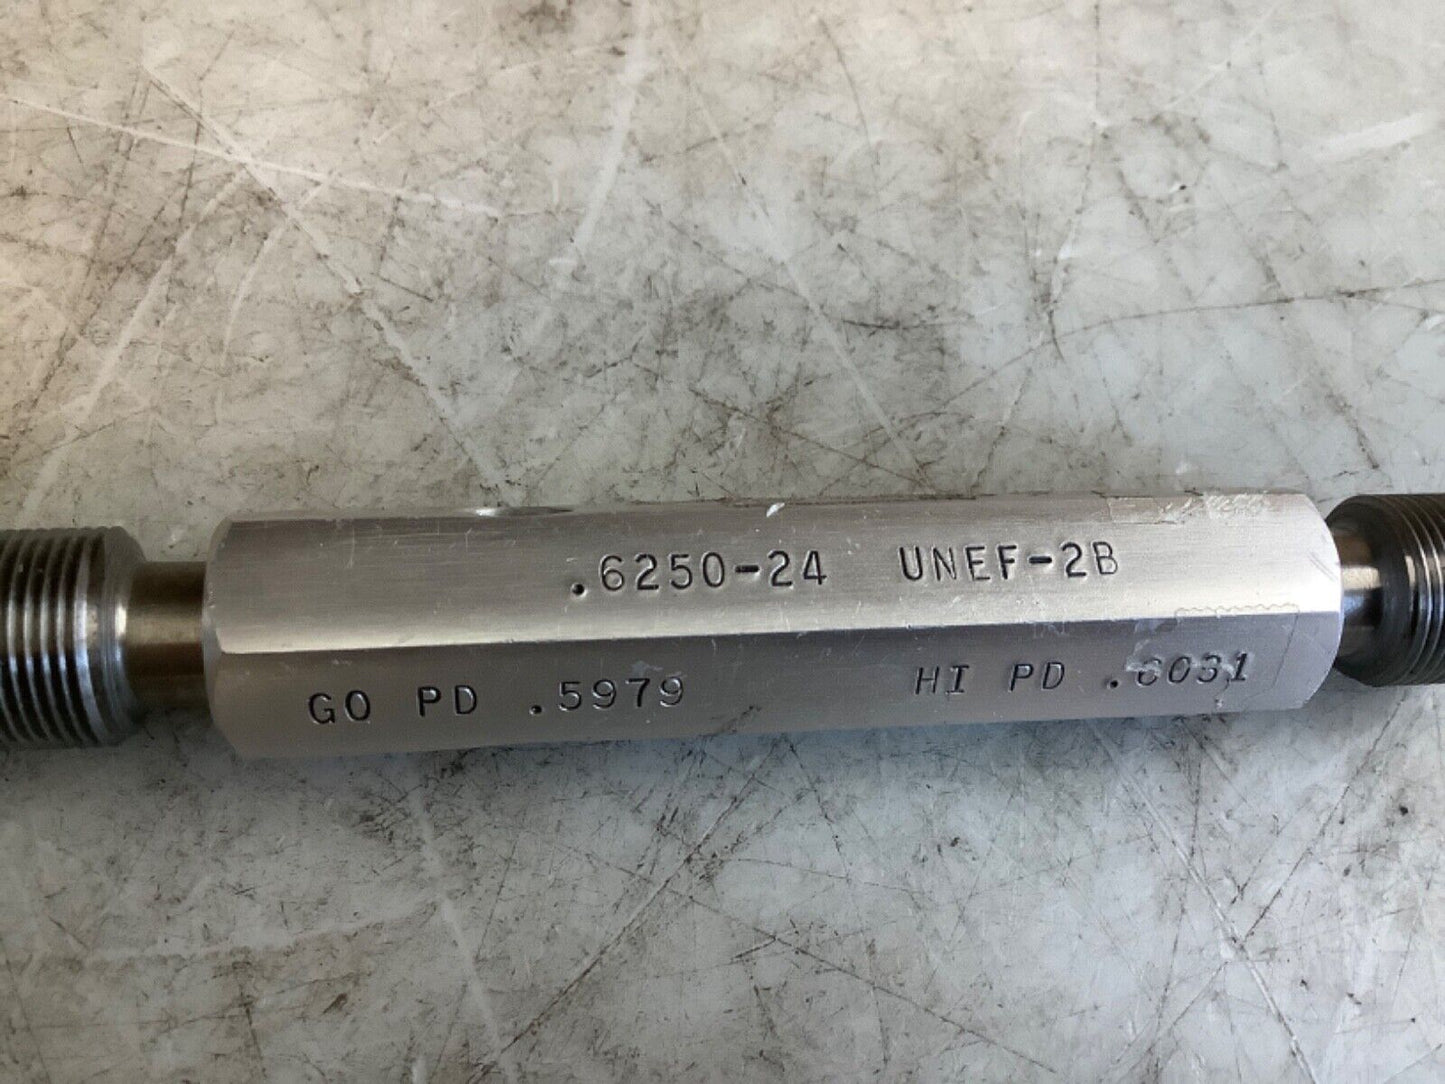 .6250-24 UNEF-2B
GO PD .5979 HI PD .6031